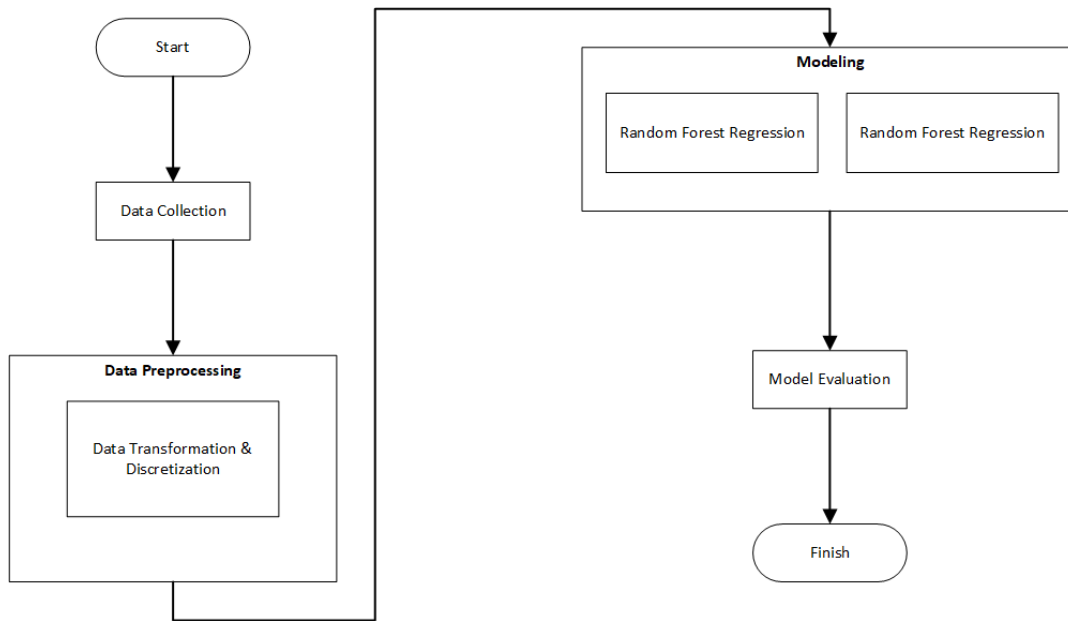 Start
Data Collection
Data Preprocessing
Data Transformation &
Discretization
Modeling
Random Forest Regression
Random Forest Regression
Model Evaluation
Finish